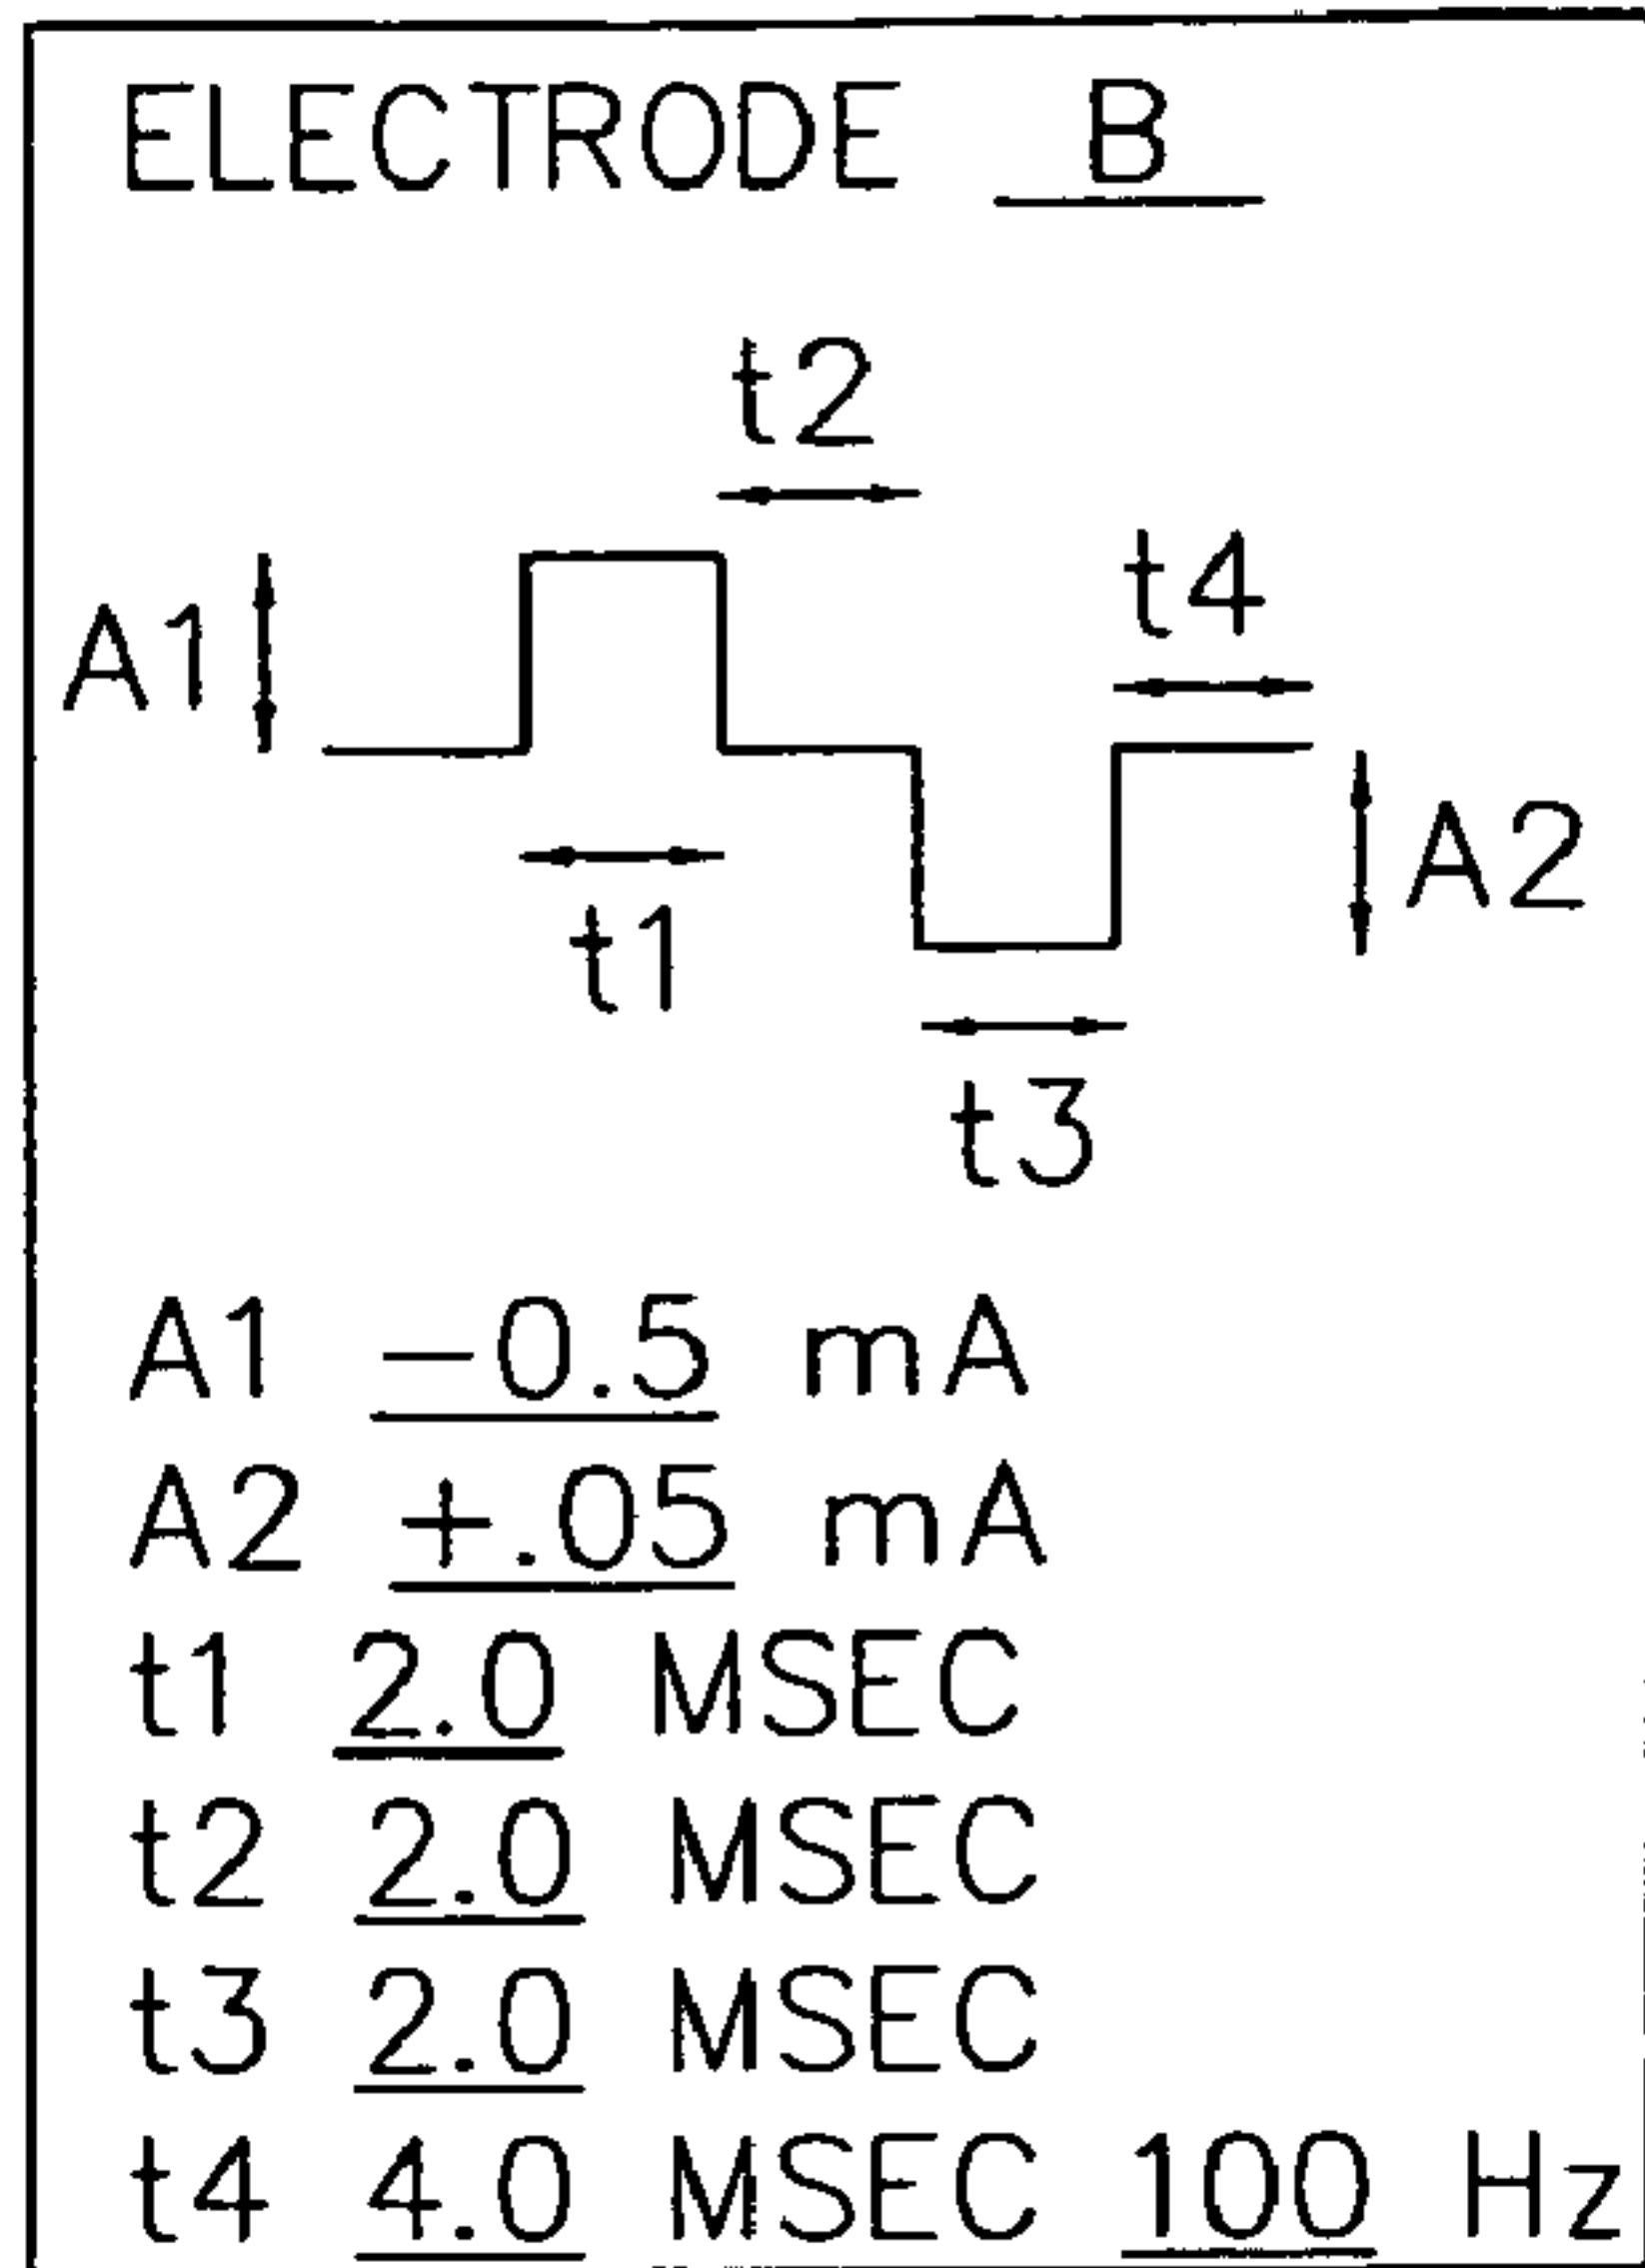 ELECTRODE B
t2
t4
A1
A2
t1
t3
A1 -0.5 mA
A2 +.05 mA
t1 2.0 MSEC
t2 2.0 MSEC
t3 2.0 MSEC
t4 4.0 MSEC 100 Hz